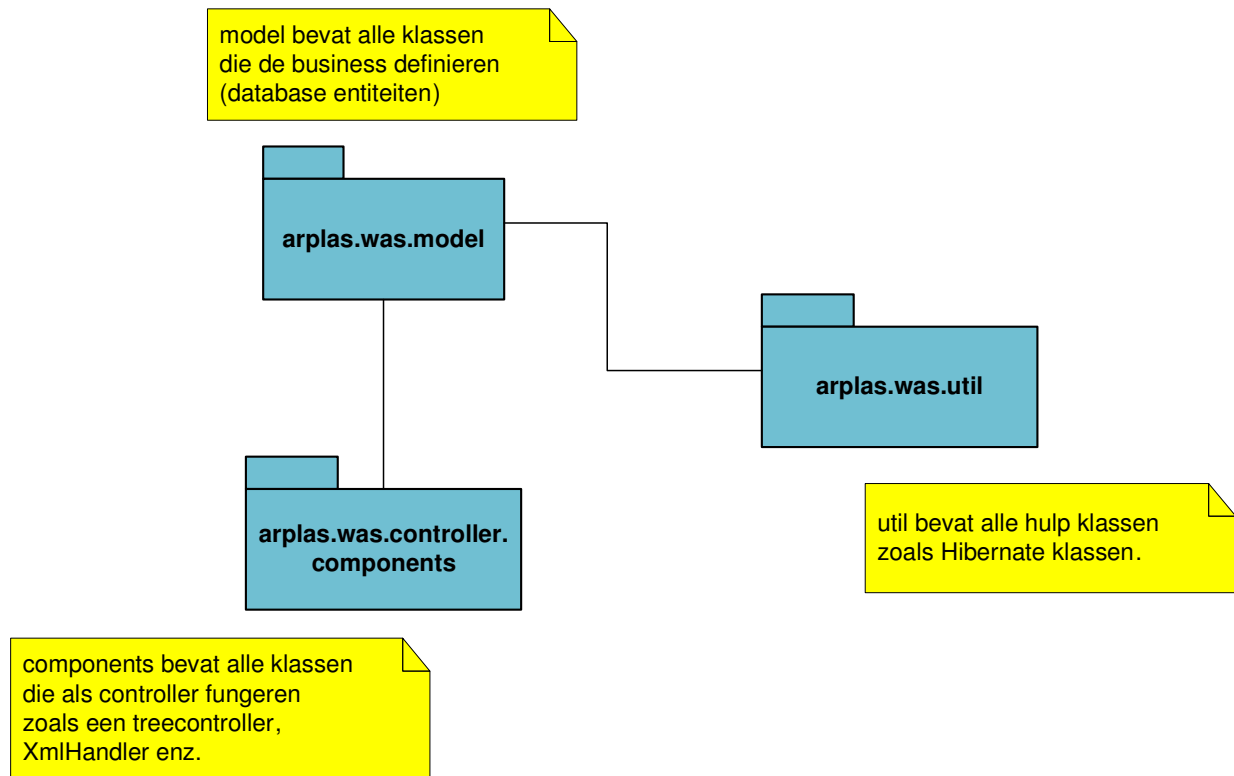 model bevat alle klassen
die de business definieren
(database entiteiten)
arplas.was.model
arplas.was.util
arplas.was.controller.
components
util bevat alle hulp klassen
zoals Hibernate klassen.
components bevat alle klassen
die als controller fungeren
zoals een treecontroller,
XmlHandler enz.